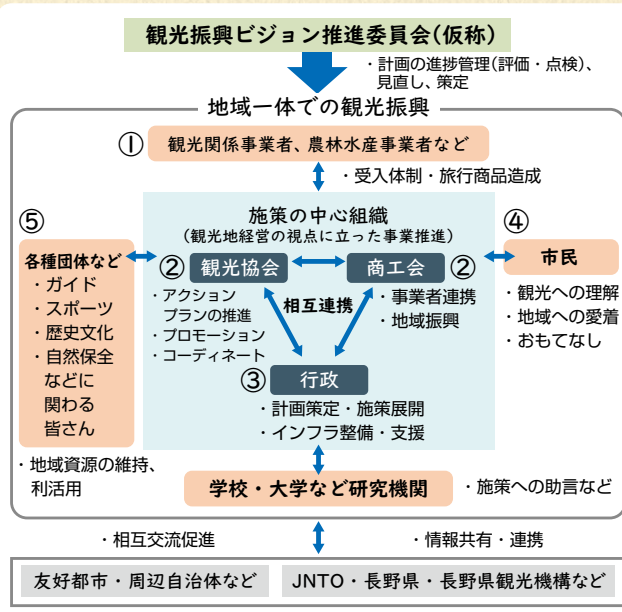 観光振興ビジョン推進委員会(仮称)
・計画の進捗管理(評価・点検)、
見直し、策定
地域一体での観光振興
①
観光関係事業者、農林水産事業者など
・受入体制・旅行商品造成
⑤
各種団体など
・ガイド
・スポーツ
・歴史文化
・自然保全
などに
関わる
皆さん
・地域資源の維持、
利活用
施策の中心組織
(観光地経営の視点に立った事業推進)
②
観光協会
・アクション
プランの推進
・プロモーション
・コーディネート
相互連携
商工会
②
・事業者連携
・地域振興
③
行政
・計画策定・施策展開
・インフラ整備・支援
④
市民
・観光への理解
・地域への愛着
・おもてなし
学校・大学など研究機関
・施策への助言など
・相互交流促進
・情報共有・連携
友好都市・周辺自治体など
JNTO・長野県・長野県観光機構など